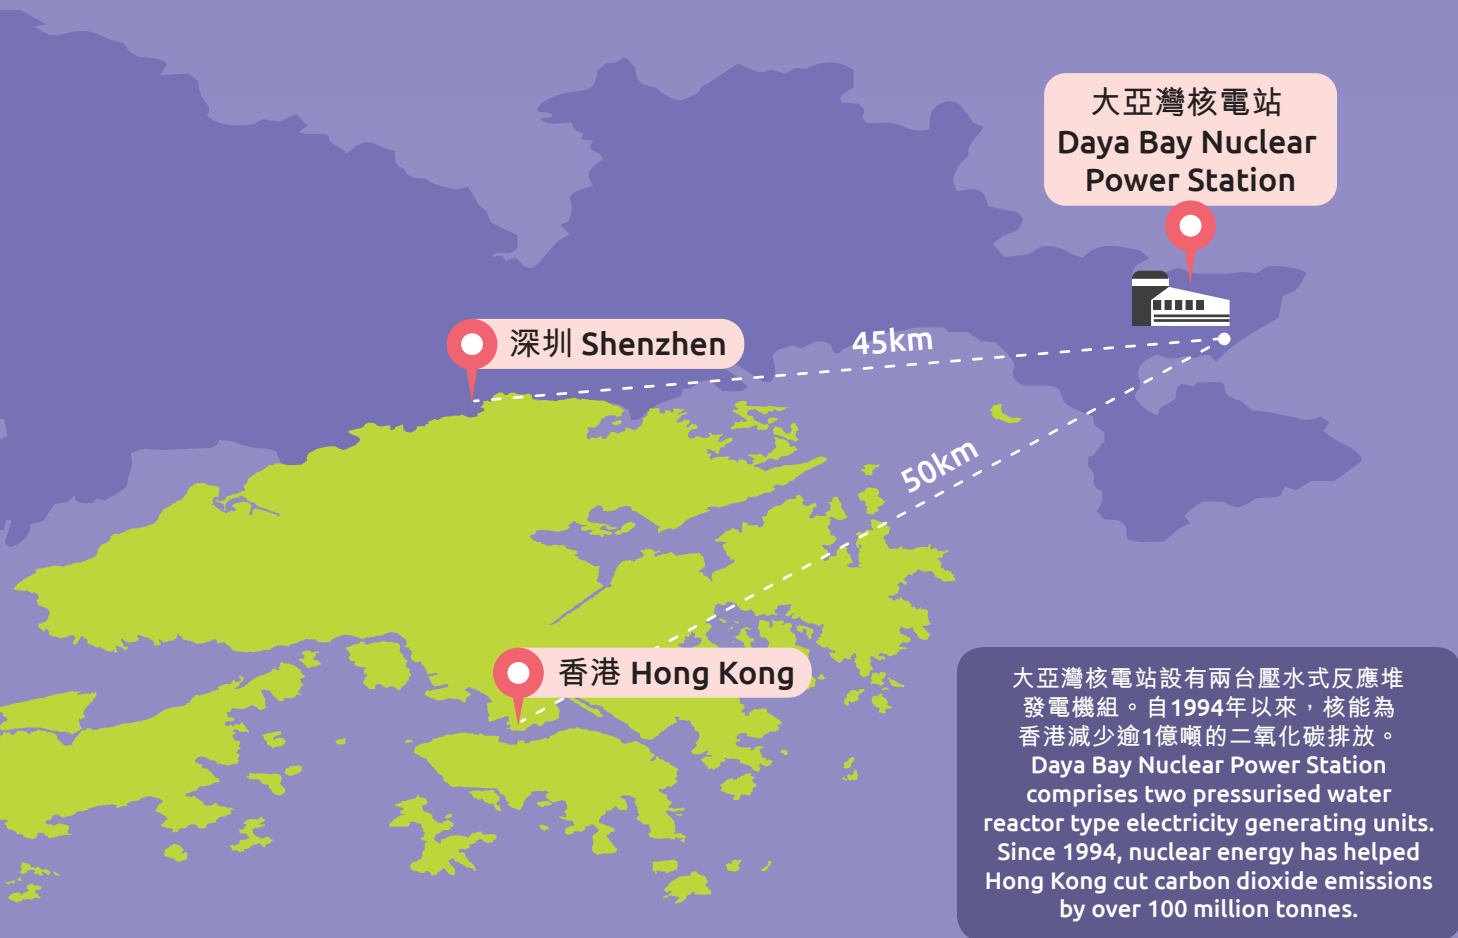 大亞灣核電站
Daya Bay Nuclear
Power Station
深圳 Shenzhen
45km
50km
香港 Hong Kong
大亞灣核電站設有兩台壓水式反應堆
發電機組。自1994年以來，核能為
香港減少逾1億噸的二氧化碳排放。
Daya Bay Nuclear Power Station
comprises two pressurised water
reactor type electricity generating units.
Since 1994, nuclear energy has helped
Hong Kong cut carbon dioxide emissions
by over 100 million tonnes.